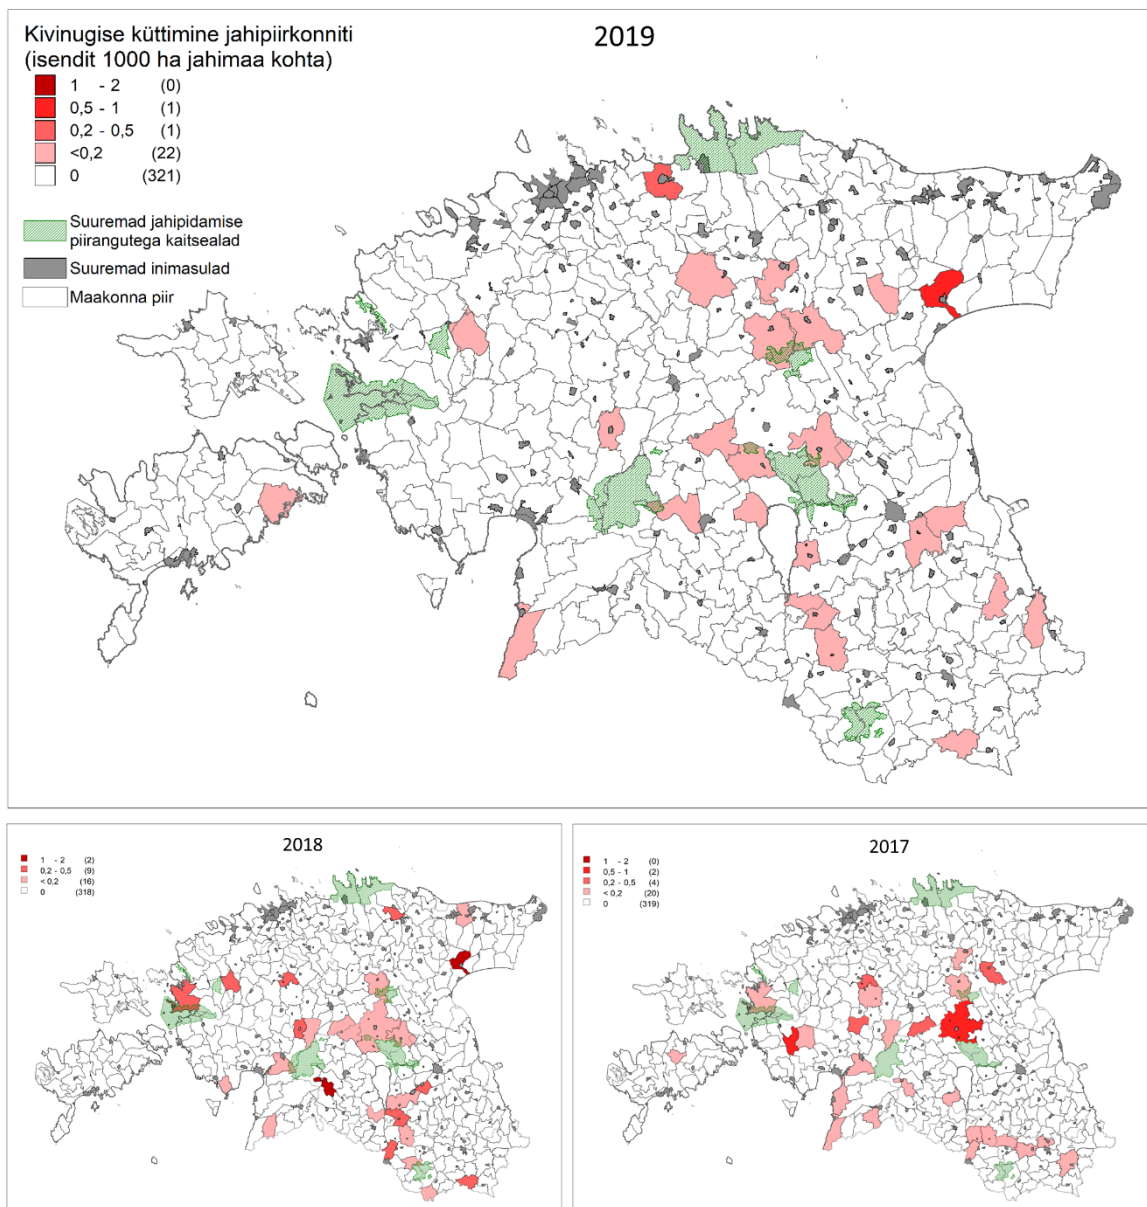 Kivinugise küttimine jahipiirkonniti
(isendit 1000 ha jahimaa kohta)
1 - 2 (0)
0,5 - 1 (1)
0,2 - 0,5 (1)
<0,2 (22)
0 (321)
Suuremad jahipidamise
piirangutega kaitsealad
Suuremad inimasulad
Maakonna piir
2019
2018
1 - 2 (2)
0,2 - 0,5 (9)
< 0,2 (16)
0 (318)
2017
1 - 2 (0)
0,5 - 1 (2)
0,2 - 0,5 (4)
< 0,2 (20)
0 (319)